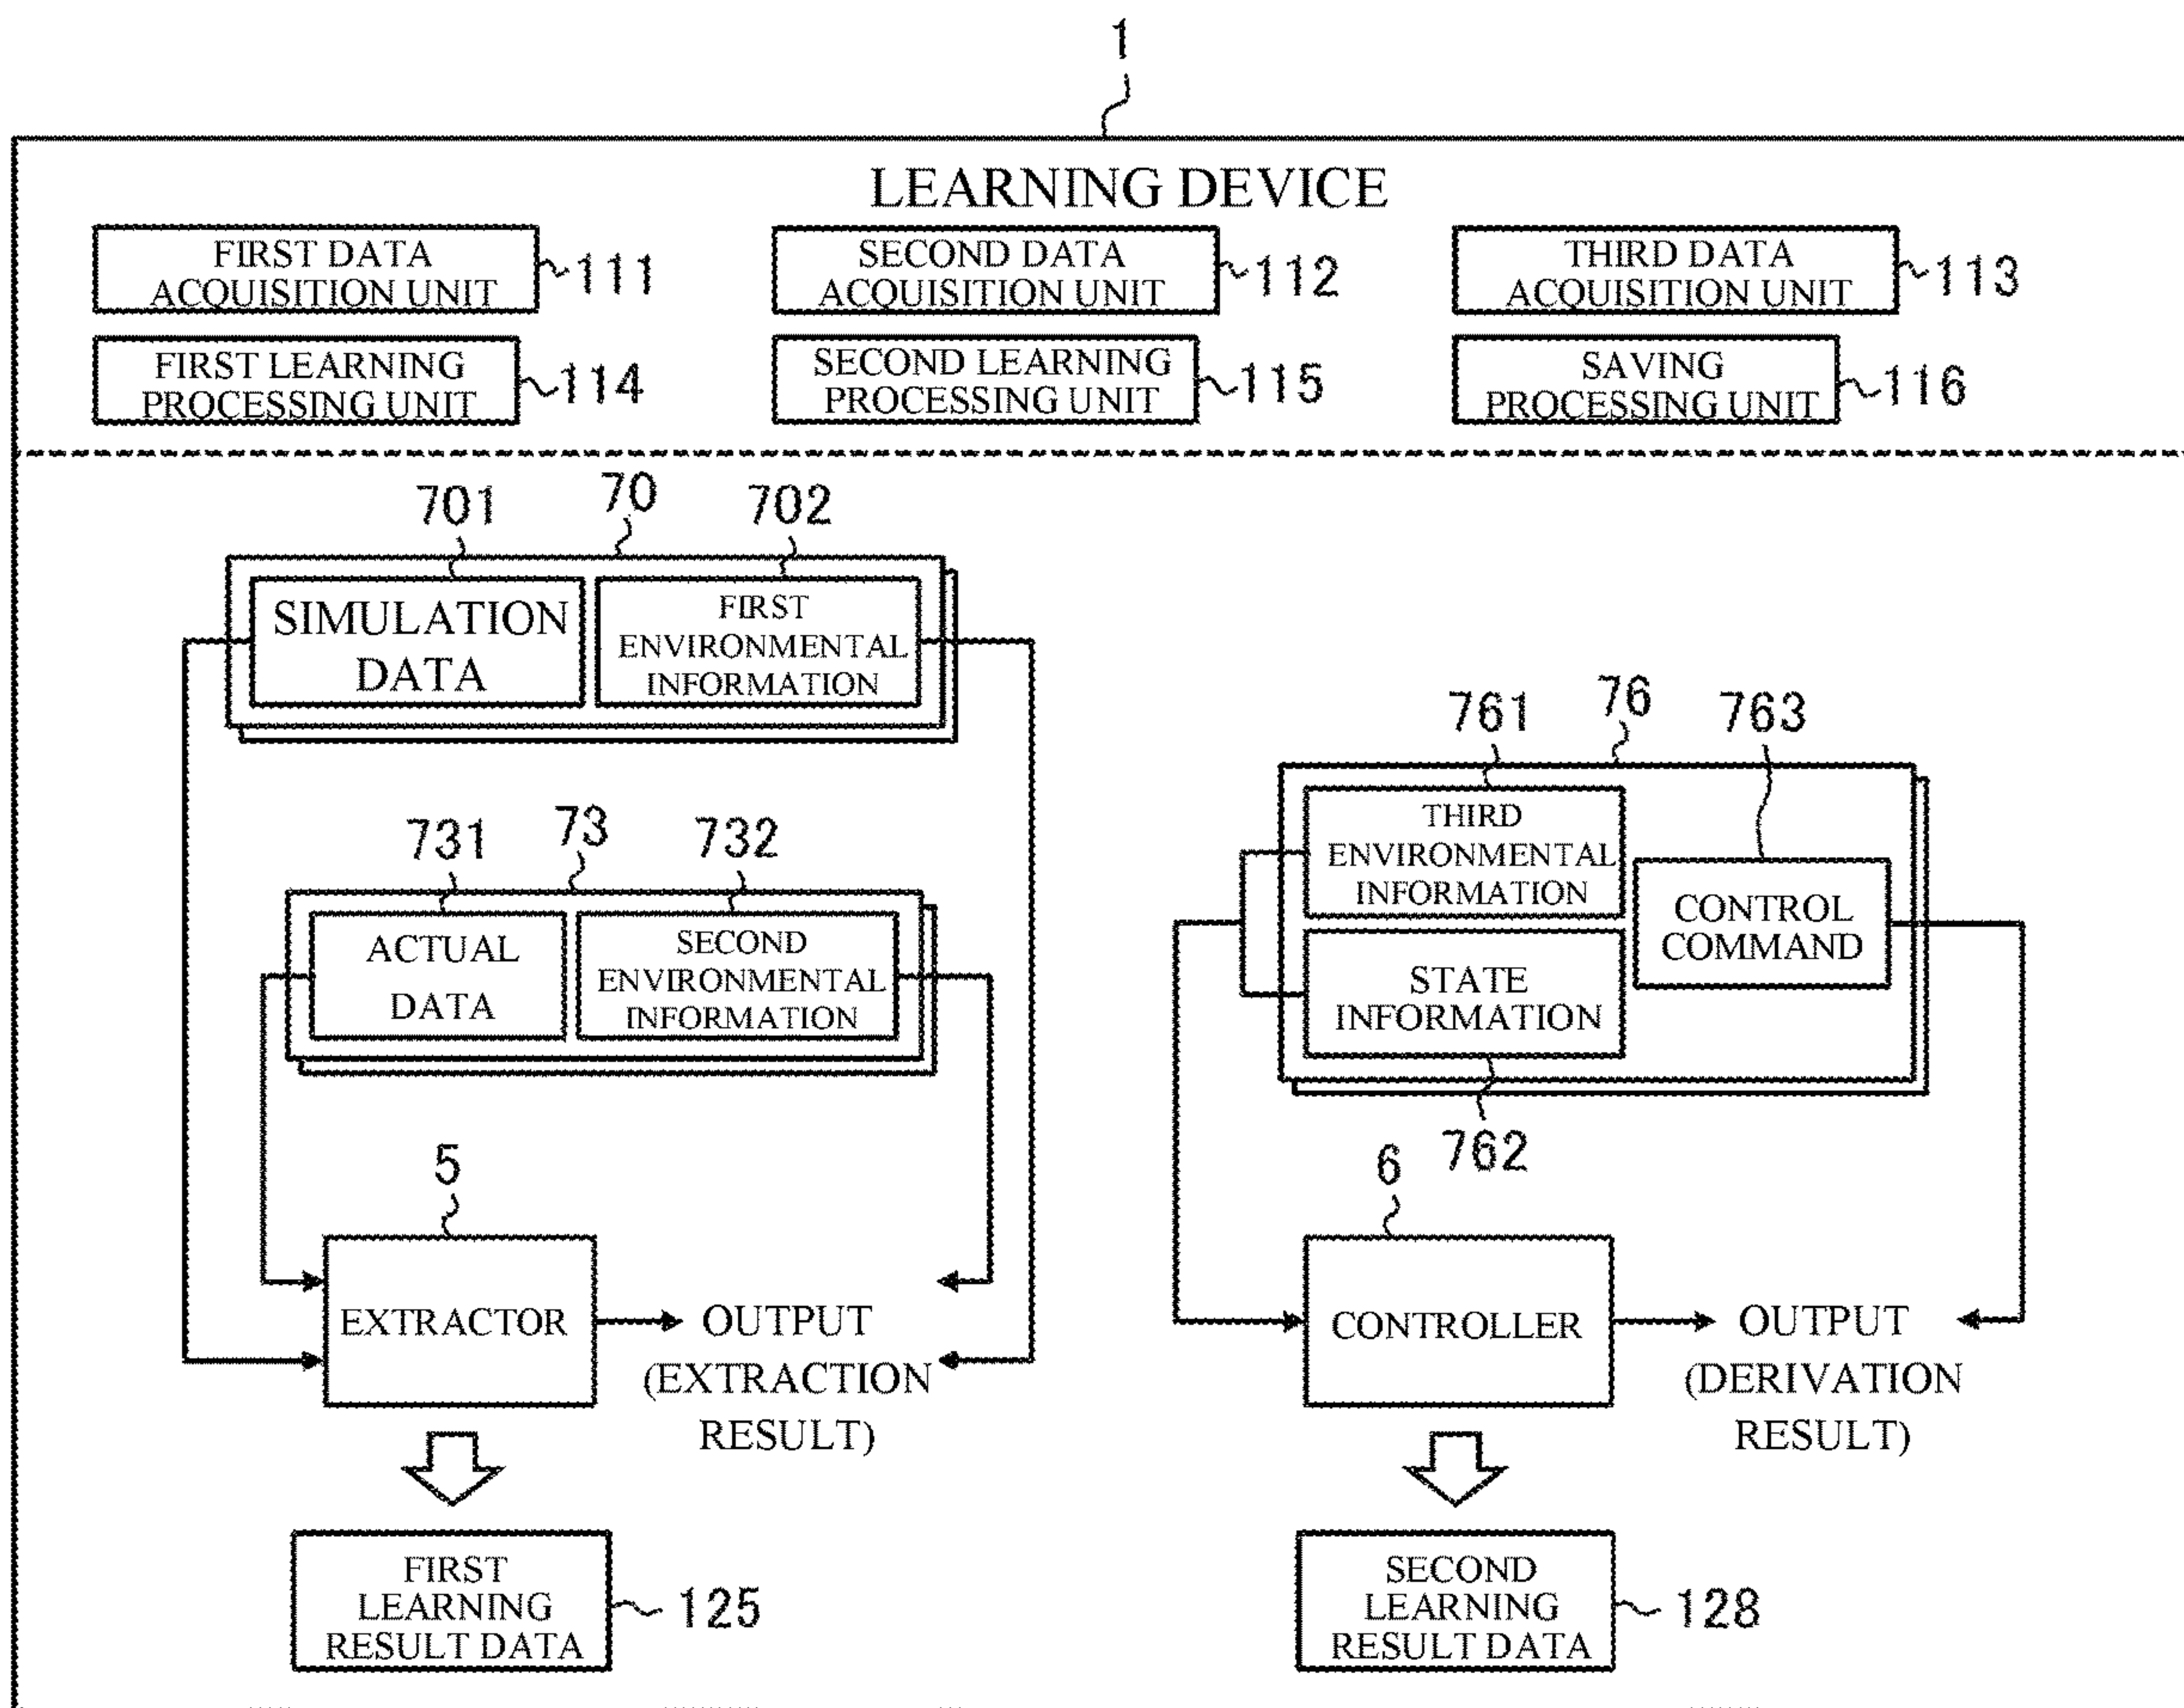 1
LEARNING DEVICE
FIRST DATA
ACQUISITION UNIT
111
SECOND DATA
ACQUISITION UNIT
112
THIRD DATA
ACQUISITION UNIT
113
FIRST LEARNING
PROCESSING UNIT
114
SECOND LEARNING
PROCESSING UNIT
115
SAVING
PROCESSING UNIT
116
701
70
702
SIMULATION
DATA
FIRST
ENVIRONMENTAL
INFORMATION
731
73
732
ACTUAL
DATA
SECOND
ENVIRONMENTAL
INFORMATION
761
76
763
THIRD
ENVIRONMENTAL
INFORMATION
CONTROL
COMMAND
STATE
INFORMATION
762
5
EXTRACTOR
OUTPUT
(EXTRACTION
RESULT)
6
CONTROLLER
OUTPUT
(DERIVATION
RESULT)
FIRST
LEARNING
RESULT DATA
125
SECOND
LEARNING
RESULT DATA
128